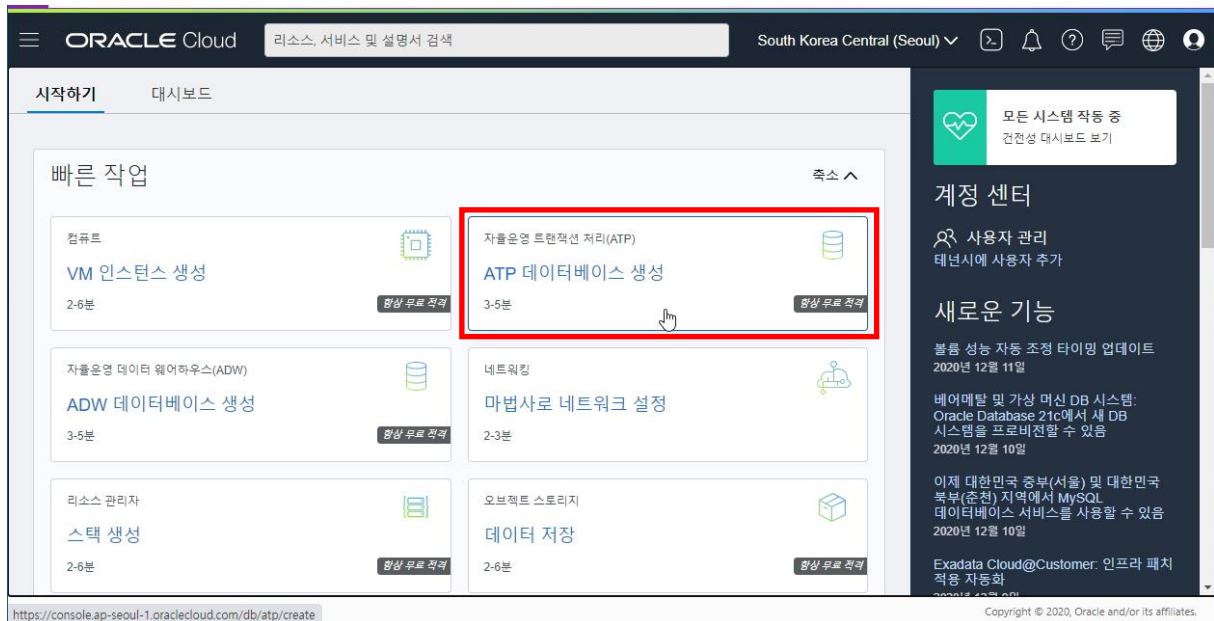 ORACLE Cloud
리소스, 서비스 및 설명서 검색
South Korea Central (Seoul)
시작하기
대시보드
빠른 작업
축소
컴퓨트
VM 인스턴스 생성
2-6분
항상 무료 적격
자율운영 트랜잭션 처리(ATP)
ATP 데이터베이스 생성
3-5분
항상 무료 적격
자율운영 데이터 웨어하우스(ADW)
ADW 데이터베이스 생성
3-5분
항상 무료 적격
네트워킹
마법사로 네트워크 설정
2-3분
리소스 관리자
스택 생성
2-6분
항상 무료 적격
오브젝트 스토리지
데이터 저장
2-6분
항상 무료 적격
모든 시스템 작동 중
건전성 대시보드 보기
계정 센터
사용자 관리
테넌시에 사용자 추가
새로운 기능
볼륨 성능 자동 조정 타이밍 업데이트
2020년 12월 11일
베어메탈 및 가상 머신 DB 시스템:
Oracle Database 21c에서 새 DB
시스템을 프로비전할 수 있음
2020년 12월 10일
이제 대한민국 중부(서울) 및 대한민국
북부(춘천) 지역에서 MySQL
데이터베이스 서비스를 사용할 수 있음
2020년 12월 10일
Exadata Cloud@Customer: 인프라 패치
적용 자동화
https://console.ap-seoul-1.oraclecloud.com/db/atp/create
Copyright © 2020, Oracle and/or its affiliates.